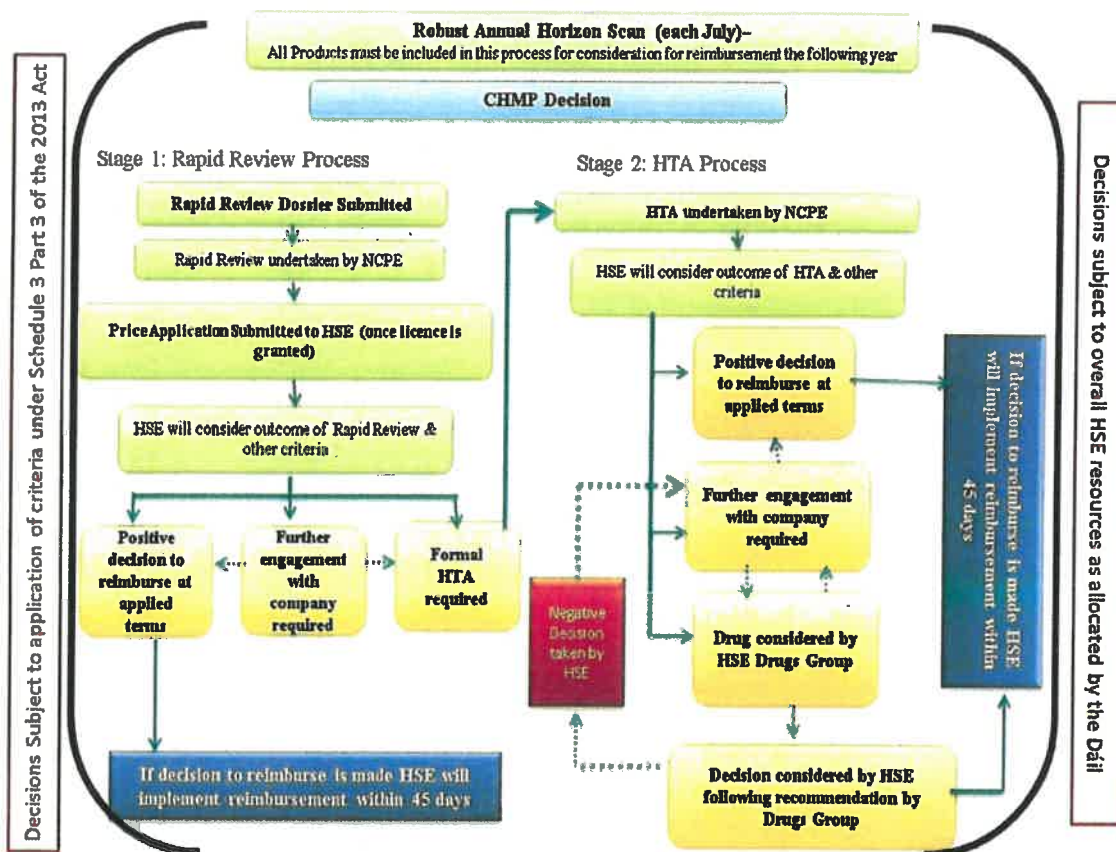 Robust Annual Horizon Scan (each July)–
All Products must be included in this process for consideration for reimbursement the following year
CHMP Decision
Decisions Subject to application of criteria under Schedule 3 Part 3 of the 2013 Act
Stage 1: Rapid Review Process
Rapid Review Dossier Submitted
Rapid Review undertaken by NCPE
Price Application Submitted to HSE (once licence is
granted)
HSE will consider outcome of Rapid Review &
other criteria
Positive
decision to
reimburse at
applied
terms
Further
engagement
with
company
required
Formal
HTA
required
If decision to reimburse is made HSE will
implement reimbursement within 45 days
Stage 2: HTA Process
HTA undertaken by NCPE
HSE will consider outcome of HTA & other
criteria
Positive decision
to reimburse at
applied terms
Further engagement
with company
required
Negative
Decision
taken by
HSE
Drug considered by
HSE Drugs Group
Decision considered by HSE
following recommendation by
Drugs Group
If decision to reimburse is made HSE
will implement reimbursement within
45 days
Decisions subject to overall HSE resources as allocated by the Dáil